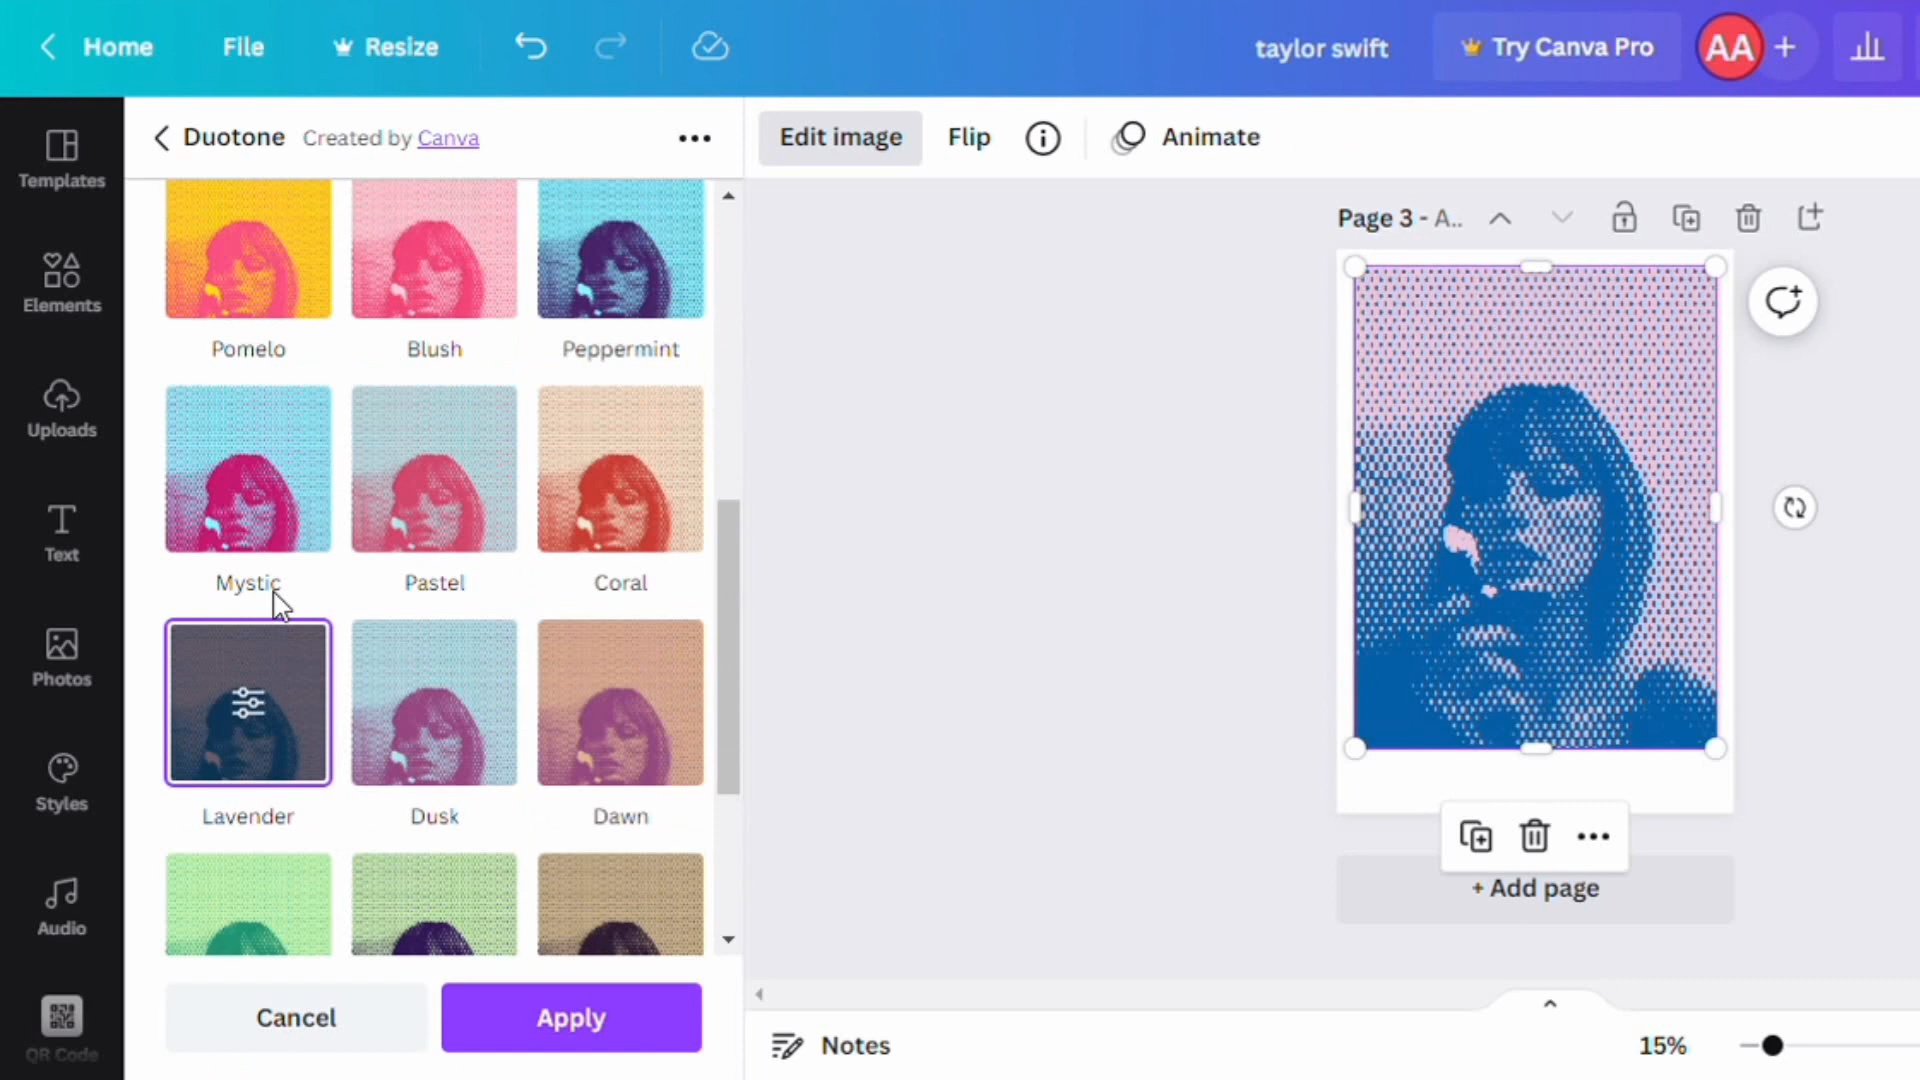 Home File Resize taylor swift Try Canva Pro AA
Templates
Elements
Uploads
Text
Photos
Styles
Audio
QR Code
Duotone Created by Canva
Pomelo Blush Peppermint
Mystic Pastel Coral
Lavender Dusk Dawn
Cancel Apply
Edit image Flip Animate
Page 3 - A..
+ Add page
Notes 15%